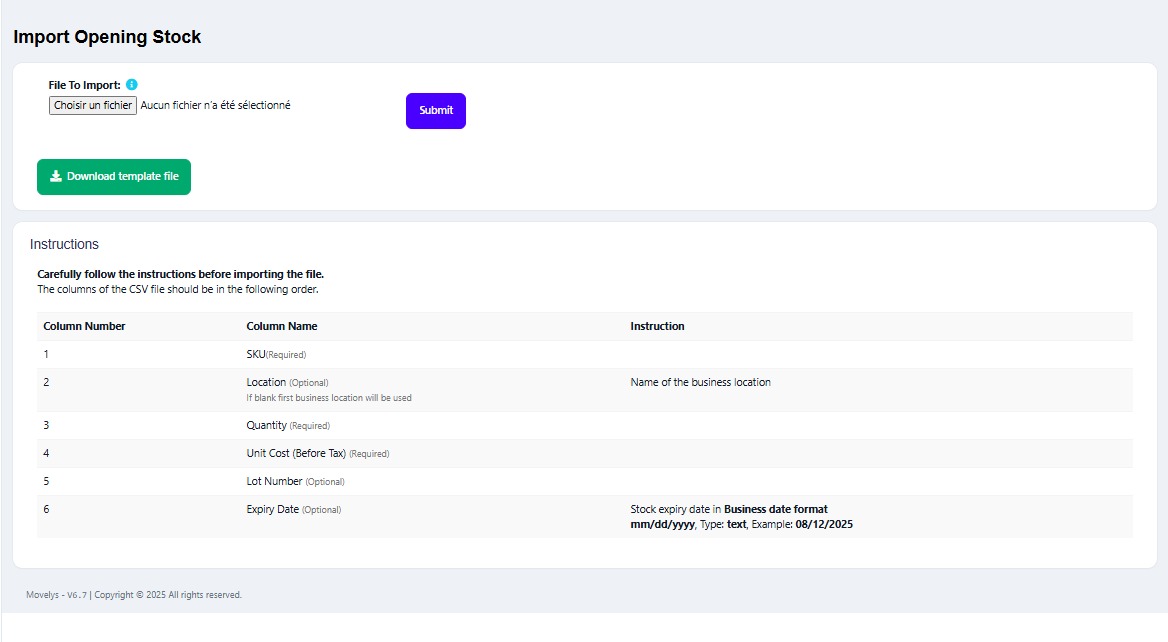 Import Opening Stock
File To Import:
Choisir un fichier Aucun fichier n'a été sélectionné
Submit
Download template file
Instructions
Carefully follow the instructions before importing the file.
The columns of the CSV file should be in the following order.
Column Number Column Name Instruction
1 SKU(Required)
2 Location (Optional) Name of the business location
If blank first business location will be used
3 Quantity (Required)
4 Unit Cost (Before Tax) (Required)
5 Lot Number (Optional)
6 Expiry Date (Optional) Stock expiry date in Business date format
mm/dd/yyyy, Type: text, Example: 08/12/2025
Movelys - V6.7 | Copyright © 2025 All rights reserved.